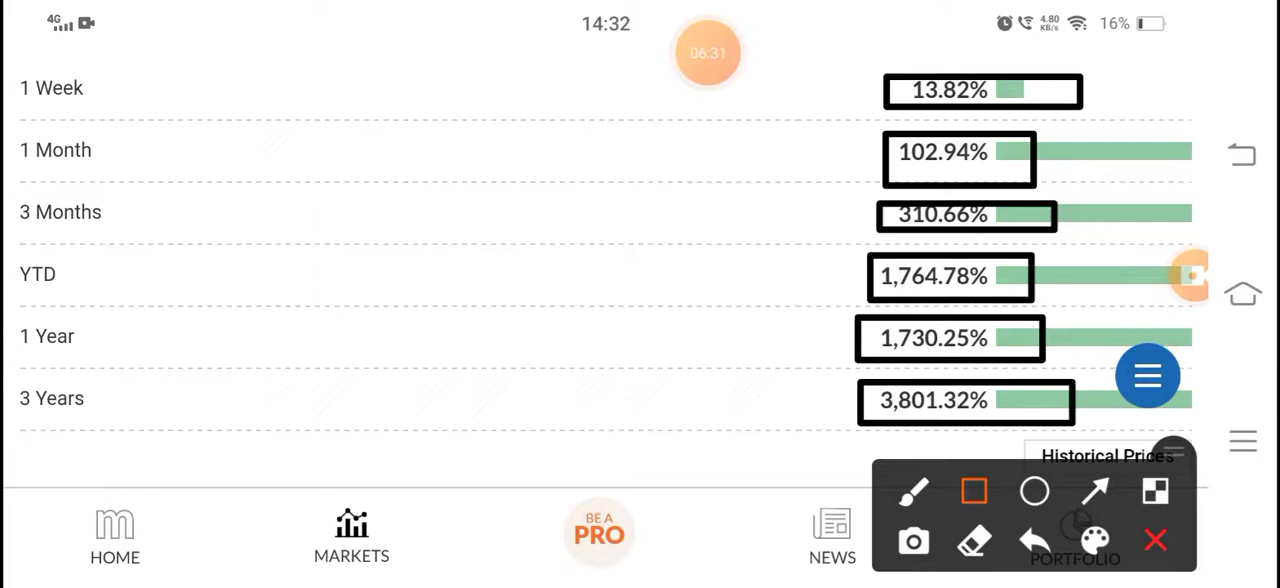 4G 14:32 06:31 4.80 KB/s 16%
1 Week 13.82%
1 Month 102.94%
3 Months 310.66%
YTD 1,764.78%
1 Year 1,730.25%
3 Years 3,801.32%
Historical Prices
BE A
PRO
HOME MARKETS NEWS PORTFOLIO